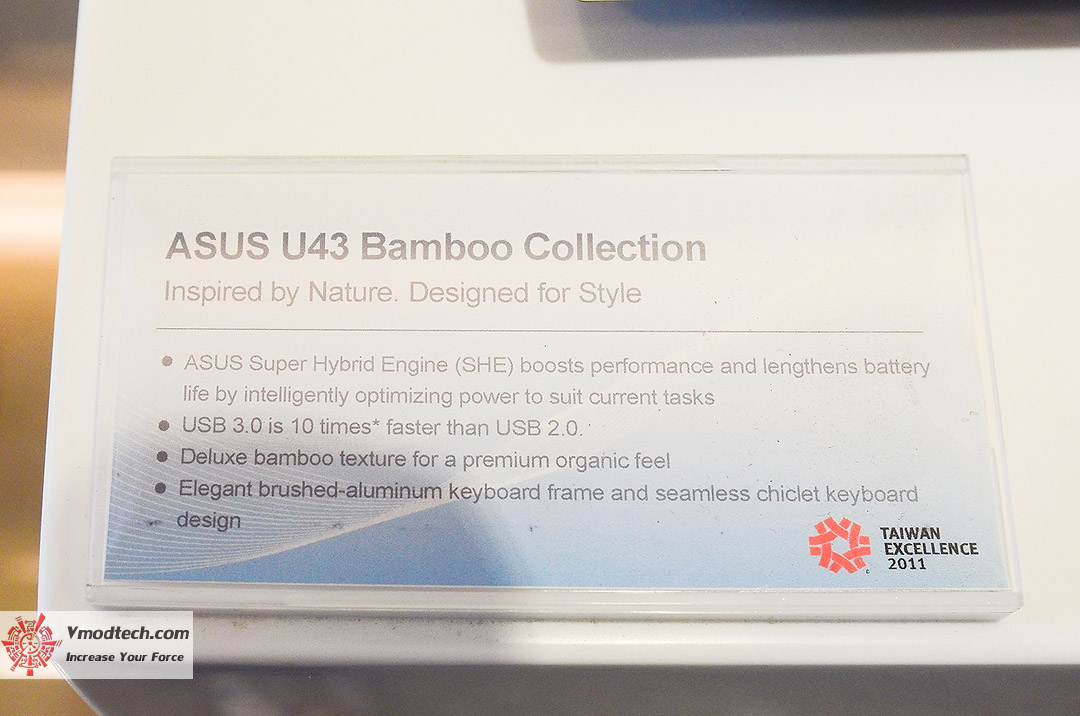 ASUS U43 Bamboo Collection
Inspired by Nature. Designed for Style
• ASUS Super Hybrid Engine (SHE) boosts performance and lengthens battery
life by intelligently optimizing power to suit current tasks
• USB 3.0 is 10 times* faster than USB 2.0.
• Deluxe bamboo texture for a premium organic feel
• Elegant brushed-aluminum keyboard frame and seamless chiclet keyboard
design
TAIWAN
EXCELLENCE
2011
Vmodtech.com
Increase Your Force